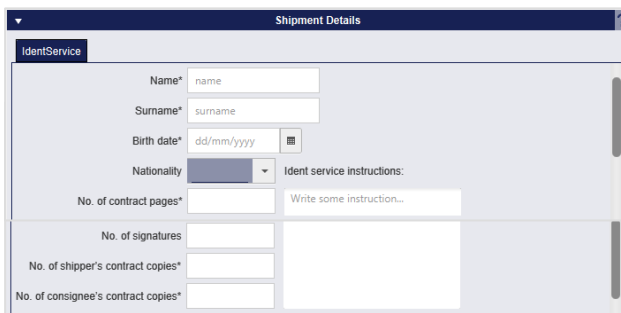 Shipment Details
IdentService
Name* name
Surname* surname
Birth date* dd/mm/yyyy
Nationality Ident service instructions:
No. of contract pages* Write some instruction...
No. of signatures
No. of shipper's contract copies*
No. of consignee's contract copies*